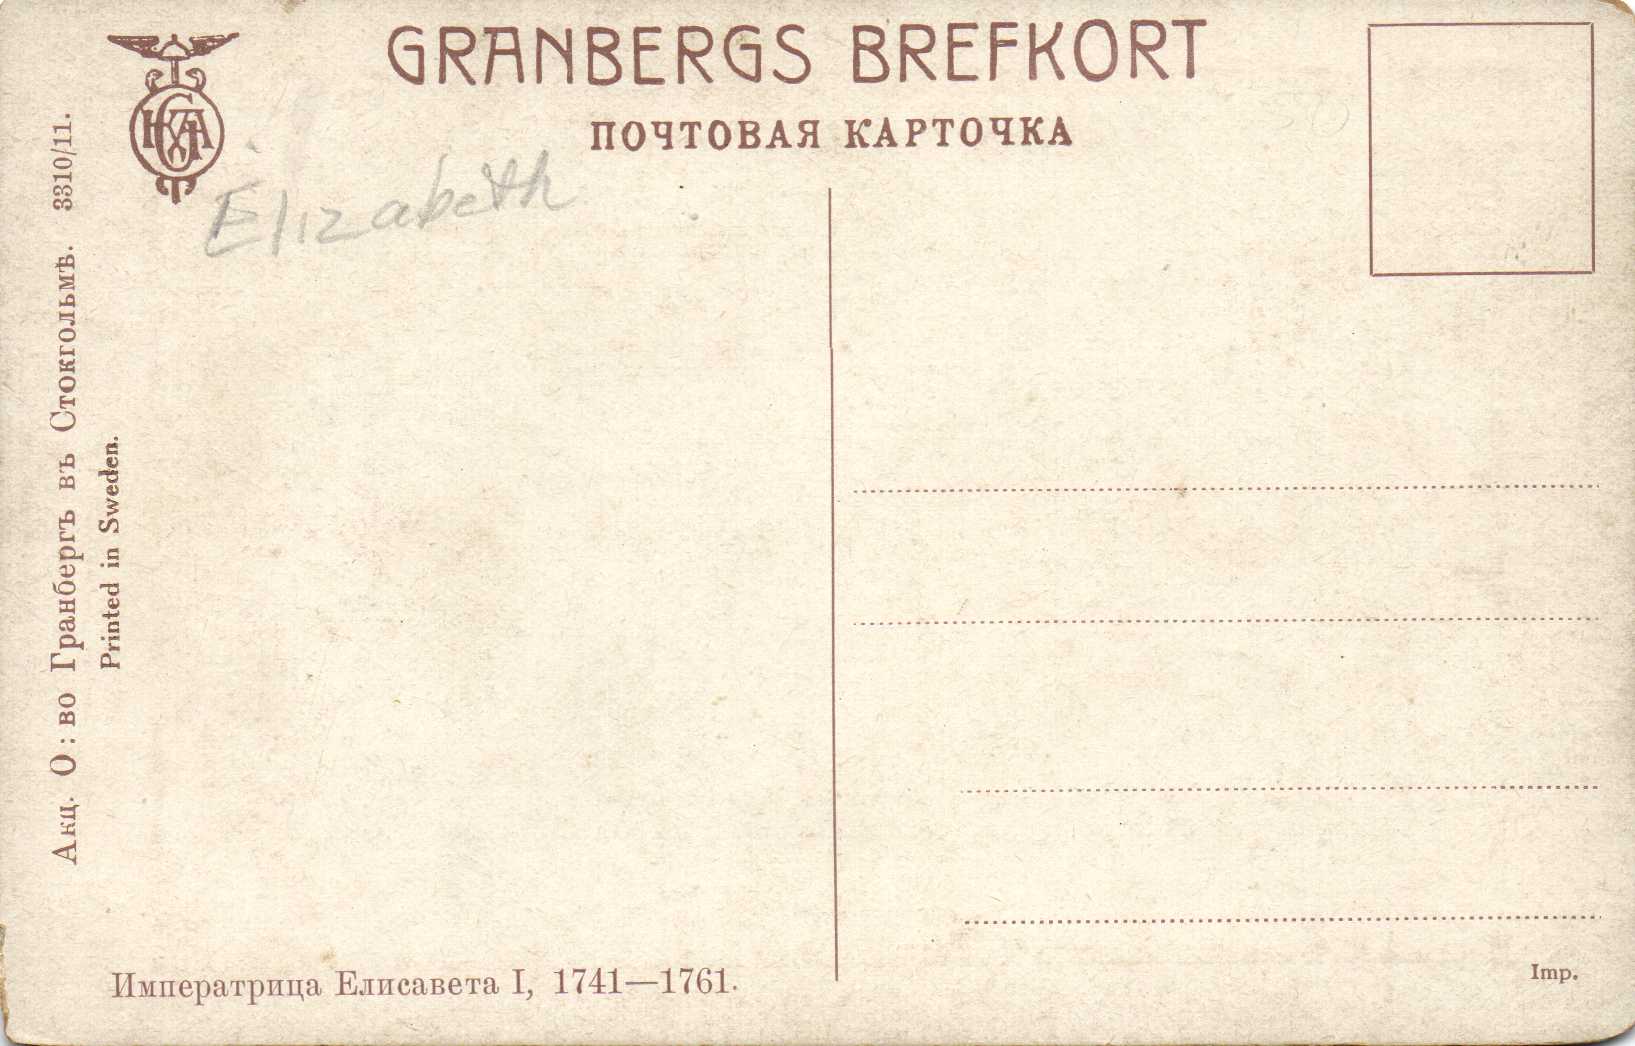 GRANBERGS BREFKORT
ПОЧТОВАЯ КАРТОЧКА
Elizabeth
Акц. О:во Гранбергъ въ Стокгольмѣ. 3310/11.
Printed in Sweden.
Императрица Елисавета I, 1741—1761.
Imp.